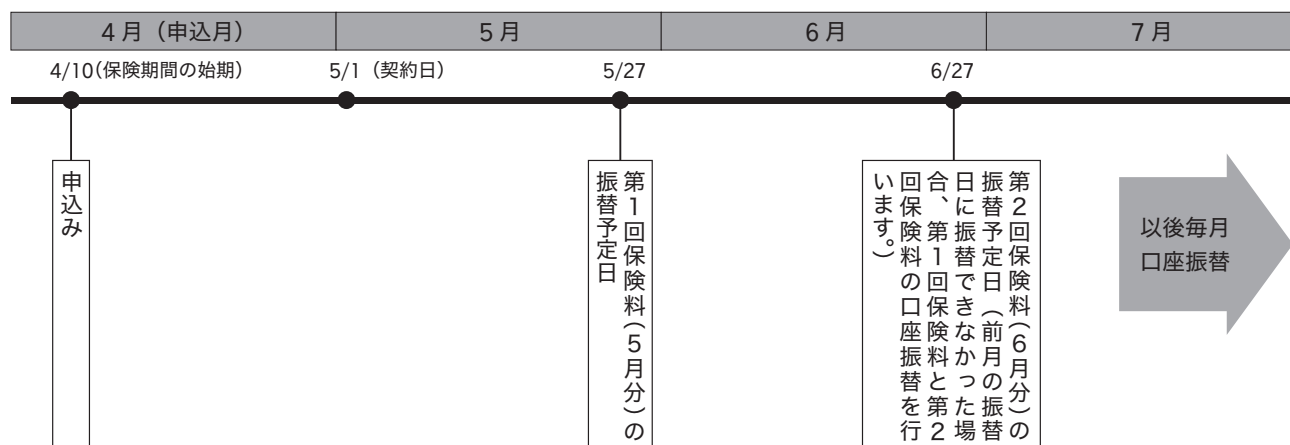 4月（申込月）
5月
6月
7月
4/10(保険期間の始期)
5/1（契約日）
5/27
6/27
申込み
第１回保険料(５月分)の
振替予定日
第２回保険料(６月分)の
振替予定日（前月の振替
日に振替できなかった場
合、第１回保険料と第２
回保険料の口座振替を行
います。）
以後毎月
口座振替